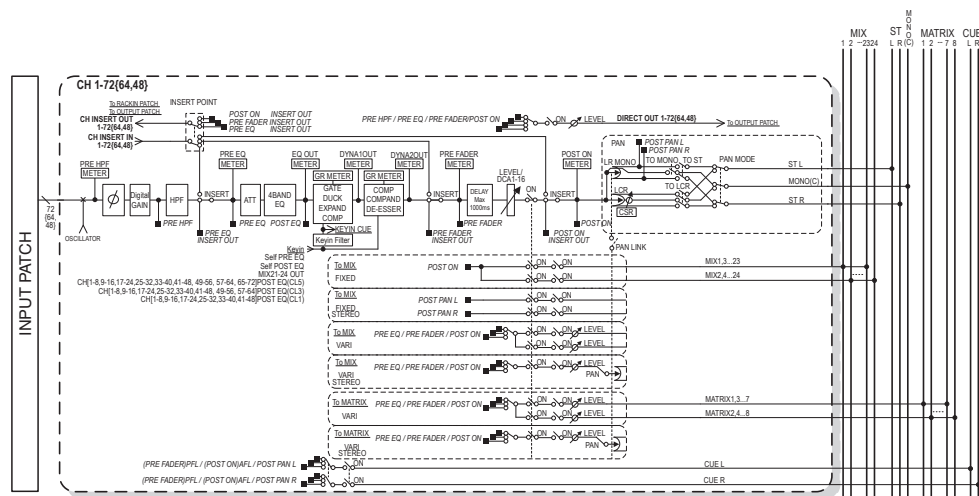 MIX
ST
MONO
(C)
MATRIX
CUE
1 2 --- 2324
L R
1 2 -- 7 8
L R
CH 1-72{64,48}
To RACKIN PATCH
To OUTPUT PATCH
INSERT POINT
CH INSERT OUT
1-72{64,48}
CH INSERT IN
1-72{64,48}
POST ON INSERT OUT
PRE FADER INSERT OUT
PRE EQ INSERT OUT
PRE HPF / PRE EQ / PRE FADER/POST ON
ON
LEVEL
DIRECT OUT 1-72{64,48}
To OUTPUT PATCH
PAN
POST PAN L
POST PAN R
LR MONO
TO MONO, TO ST
PAN MODE
TO LCR
LCR
CSR
ST L
MONO(C)
ST R
PAN LINK
PRE HPF
METER
PRE EQ
METER
EQ OUT
METER
DYNA1OUT
METER
DYNA2OUT
METER
PRE FADER
METER
POST ON
METER
GR METER
GR METER
LEVEL/
DCA1-16
ON
INPUT PATCH
72
(64,
48)
OSCILLATOR
Ø
Digital
GAIN
HPF
INSERT
ATT
4BAND
EQ
GATE
DUCK
EXPAND
COMP
COMP
COMPAND
DE-ESSER
INSERT
DELAY
Max
1000ms
INSERT
PRE HPF
PRE EQ
INSERT OUT
PRE EQ
POST EQ
KEYIN CUE
Keyin Filter
PRE FADER
INSERT OUT
PRE FADER
POST ON
INSERT OUT
POST ON
Keyin
Self PRE EQ
Self POST EQ
MIX21-24 OUT
CH[1-8,9-16,17-24,25-32,33-40,41-48, 49-56, 57-64, 65-72]POST EQ(CL5)
CH[1-8,9-16,17-24,25-32,33-40,41-48, 49-56, 57-64]POST EQ(CL3)
CH[1-8,9-16,17-24,25-32,33-40,41-48]POST EQ(CL1)
To MIX
FIXED
POST ON
ON
ON
ON
ON
MIX1,3...23
MIX2,4...24
To MIX
FIXED
STEREO
POST PAN L
POST PAN R
ON
ON
ON
ON
To MIX
VARI
PRE EQ / PRE FADER / POST ON
ON
ON
LEVEL
ON
ON
LEVEL
To MIX
VARI
STEREO
PRE EQ / PRE FADER / POST ON
ON
ON
LEVEL
PAN
To MATRIX
VARI
PRE EQ / PRE FADER / POST ON
ON
ON
LEVEL
ON
ON
LEVEL
MATRIX1,3...7
MATRIX2,4...8
To MATRIX
VARI
STEREO
PRE EQ / PRE FADER / POST ON
ON
ON
LEVEL
PAN
(PRE FADER)PFL / (POST ON)AFL / POST PAN L
ON
CUE L
(PRE FADER)PFL / (POST ON)AFL / POST PAN R
ON
CUE R